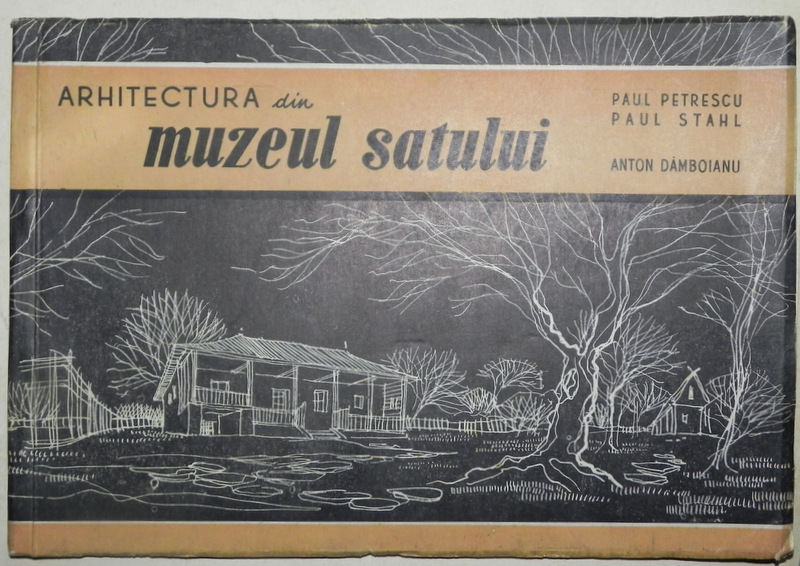 ARHITECTURA din
muzeul satului
PAUL PETRESCU
PAUL STAHL
ANTON DÂMBOIANU